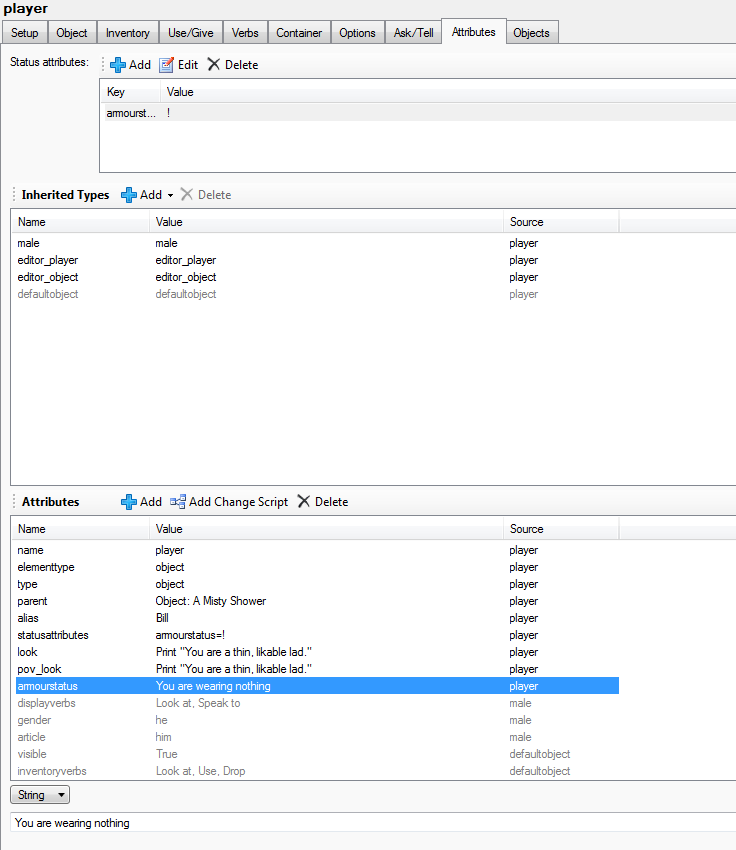 player
Setup Object Inventory Use/Give Verbs Container Options Ask/Tell Attributes Objects
Status attributes: Add Edit Delete
Key Value
armourst... !
Inherited Types Add Delete
Name Value Source
male male player
editor_player editor_player player
editor_object editor_object player
defaultobject player
Attributes Add Add Change Script Delete
Name Value Source
name player player
elementtype object player
type object player
parent Object: A Misty Shower player
alias Bill player
statusattributes armourstatus=! player
look Print "You are a thin, likable lad." player
pov_look Print "You are a thin, likable lad." player
armourstatus You are wearing nothing player
displayverbs Look at, Speak to male
gender he male
article him male
visible True defaultobject
inventoryverbs Look at, Use, Drop defaultobject
String
You are wearing nothing